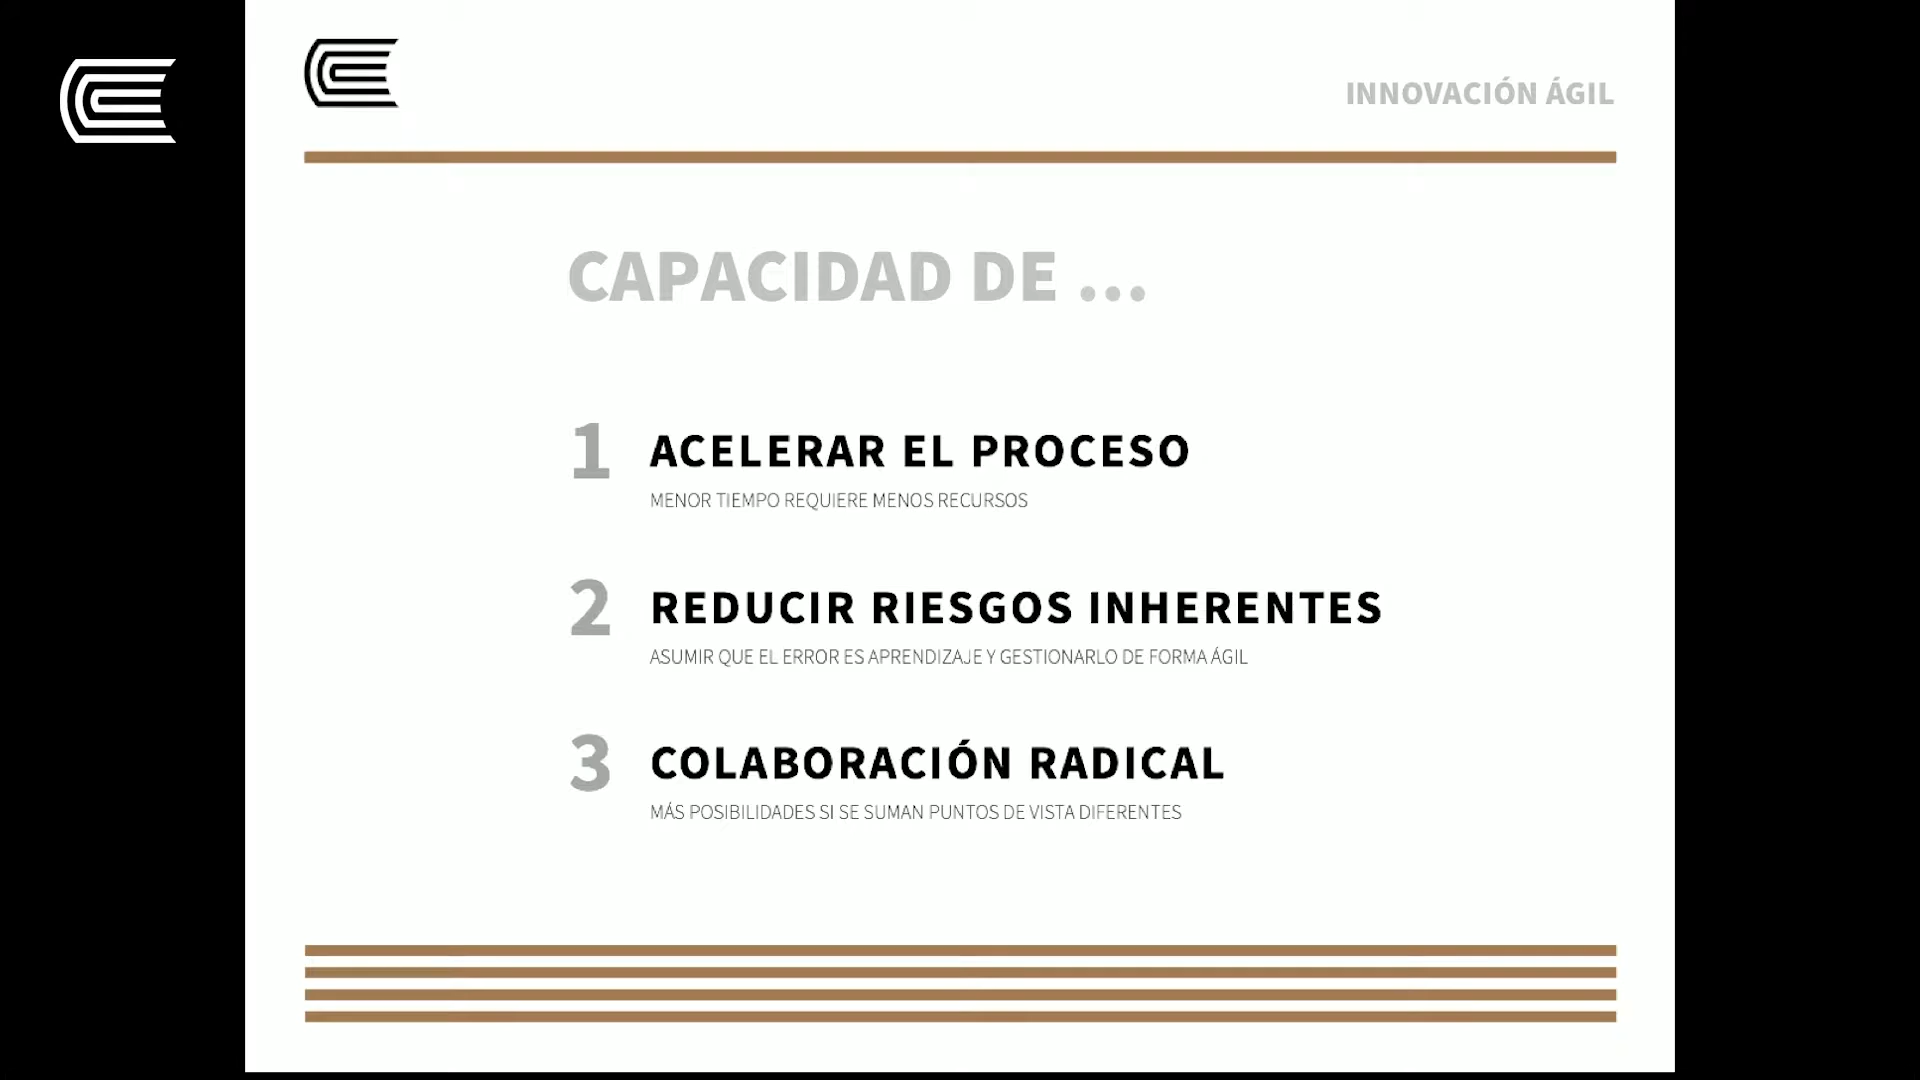 INNOVACIÓN ÁGIL
CAPACIDAD DE ...
1 ACELERAR EL PROCESO
MENOR TIEMPO REQUIERE MENOS RECURSOS
2 REDUCIR RIESGOS INHERENTES
ASUMIR QUE EL ERROR ES APRENDIZAJE Y GESTIONARLO DE FORMA ÁGIL
3 COLABORACIÓN RADICAL
MÁS POSIBILIDADES SI SE SUMAN PUNTOS DE VISTA DIFERENTES